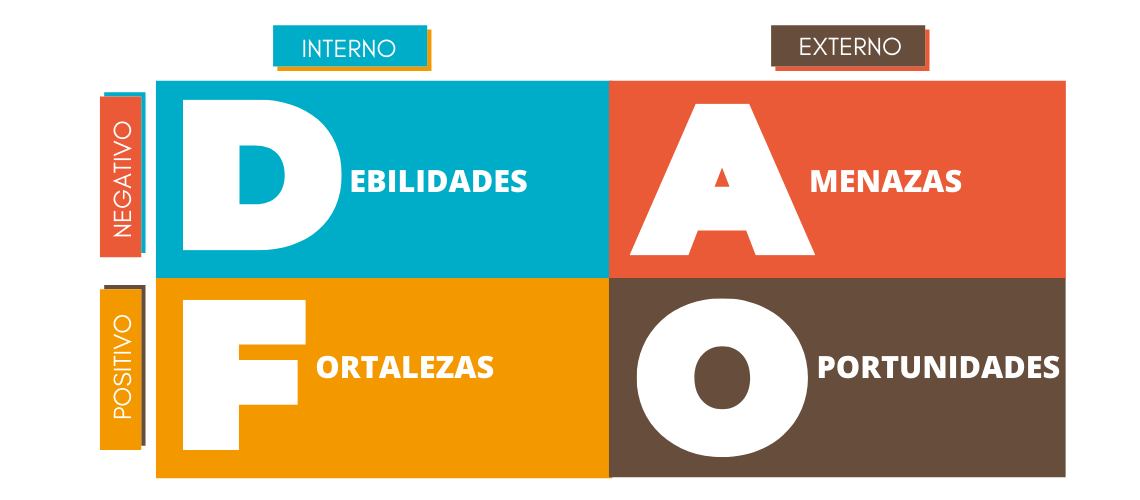 INTERNO
EXTERNO
NEGATIVO
DEBILIDADES
AMENAZAS
POSITIVO
FORTALEZAS
OPORTUNIDADES